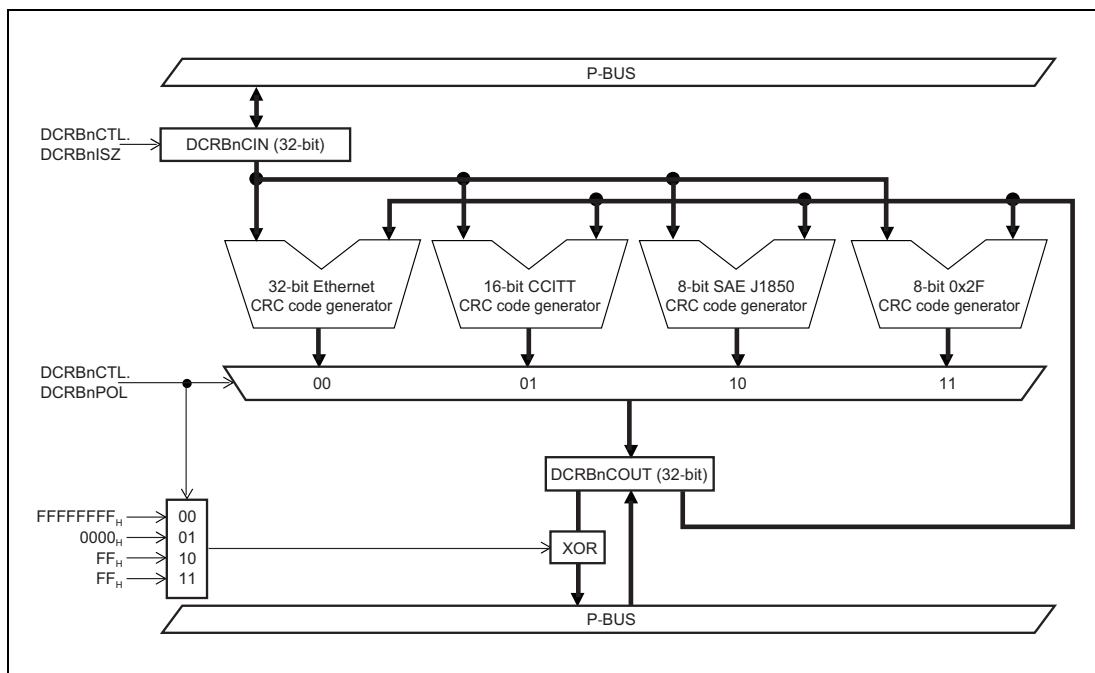 P-BUS
DCRBnCTL.
DCRBnISZ
DCRBnCIN (32-bit)
32-bit Ethernet
CRC code generator
16-bit CCITT
CRC code generator
8-bit SAE J1850
CRC code generator
8-bit 0x2F
CRC code generator
DCRBnCTL.
DCRBnPOL
00
01
10
11
DCRBnCOUT (32-bit)
FFFFFFFFH
0000H
FFH
FFH
00
01
10
11
XOR
P-BUS